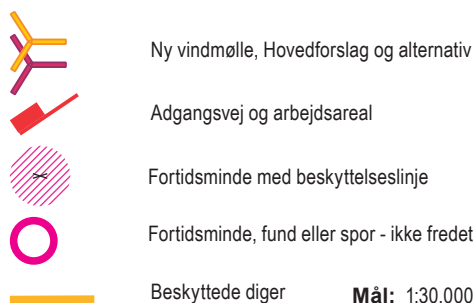 Ny vindmølle, Hovedforslag og alternativ
Adgangsvej og arbejdsareal
Fortidsminde med beskyttelseslinje
Fortidsminde, fund eller spor - ikke fredet
Beskyttede diger Mål: 1:30.000